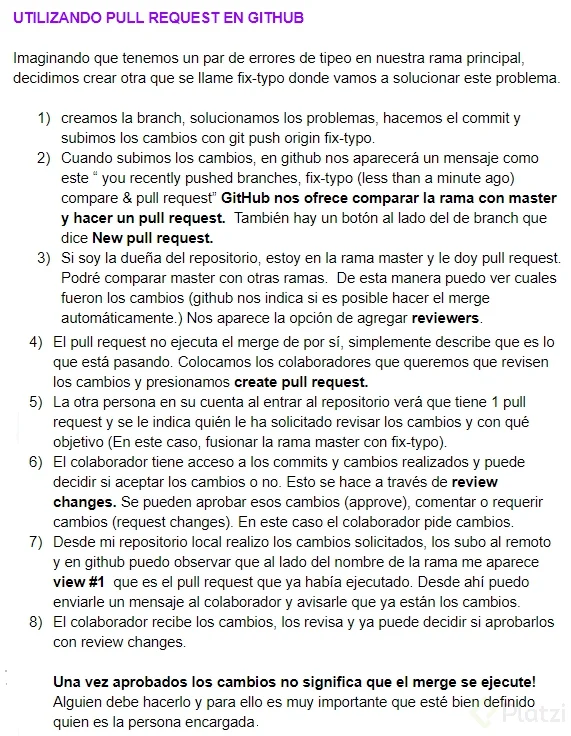 UTILIZANDO PULL REQUEST EN GITHUB
Imaginando que tenemos un par de errores de tipeo en nuestra rama principal,
decidimos crear otra que se llame fix-typo donde vamos a solucionar este problema.
1) creamos la branch, solucionamos los problemas, hacemos el commit y
subimos los cambios con git push origin fix-typo.
2) Cuando subimos los cambios, en github nos aparecerá un mensaje como
este “ you recently pushed branches, fix-typo (less than a minute ago)
compare & pull request” GitHub nos ofrece comparar la rama con master
y hacer un pull request. También hay un botón al lado del de branch que
dice New pull request.
3) Si soy la dueña del repositorio, estoy en la rama master y le doy pull request.
Podré comparar master con otras ramas. De esta manera puedo ver cuales
fueron los cambios (github nos indica si es posible hacer el merge
automáticamente.) Nos aparece la opción de agregar reviewers.
4) El pull request no ejecuta el merge de por sí, simplemente describe que es lo
que está pasando. Colocamos los colaboradores que queremos que revisen
los cambios y presionamos create pull request.
5) La otra persona en su cuenta al entrar al repositorio verá que tiene 1 pull
request y se le indica quién le ha solicitado revisar los cambios y con qué
objetivo (En este caso, fusionar la rama master con fix-typo).
6) El colaborador tiene acceso a los commits y cambios realizados y puede
decidir si aceptar los cambios o no. Esto se hace a través de review
changes. Se pueden aprobar esos cambios (approve), comentar o requerir
cambios (request changes). En este caso el colaborador pide cambios.
7) Desde mi repositorio local realizo los cambios solicitados, los subo al remoto
y en github puedo observar que al lado del nombre de la rama me aparece
view #1 que es el pull request que ya había ejecutado. Desde ahí puedo
enviarle un mensaje al colaborador y avisarle que ya están los cambios.
8) El colaborador recibe los cambios, los revisa y ya puede decidir si aprobarlos
con review changes.
Una vez aprobados los cambios no significa que el merge se ejecute!
Alguien debe hacerlo y para ello es muy importante que esté bien definido
quien es la persona encargada.
Platzi